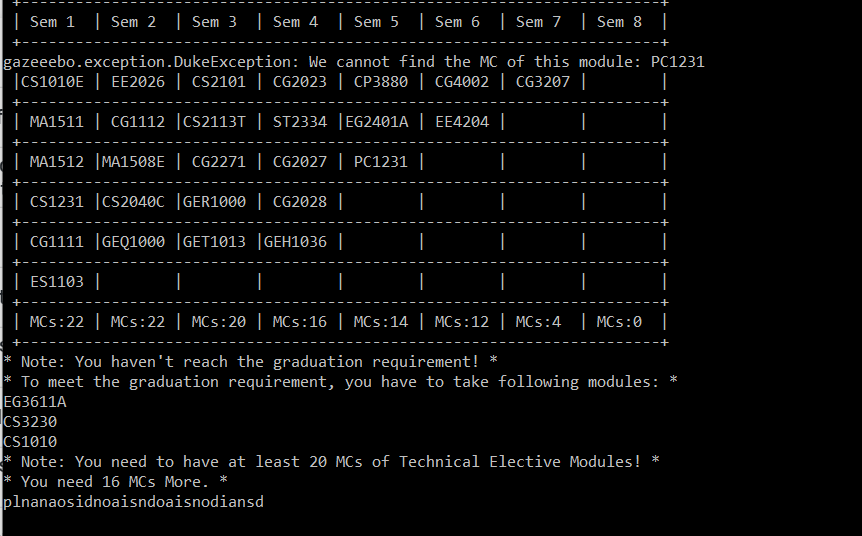 +-----------------------------------------------------------------------+
| Sem 1 | Sem 2 | Sem 3 | Sem 4 | Sem 5 | Sem 6 | Sem 7 | Sem 8 |
+-----------------------------------------------------------------------+
gazeeebo.exception.DukeException: We cannot find the MC of this module: PC1231
|CS1010E | EE2026 | CS2101 | CG2023 | CP3880 | CG4002 | CG3207 | |
+-----------------------------------------------------------------------+
| MA1511 | CG1112 |CS2113T | ST2334 |EG2401A | EE4204 | | |
+-----------------------------------------------------------------------+
| MA1512 |MA1508E | CG2271 | CG2027 | PC1231 | | | |
+-----------------------------------------------------------------------+
| CS1231 |CS2040C |GER1000 | CG2028 | | | | |
+-----------------------------------------------------------------------+
| CG1111 |GEQ1000 |GET1013 |GEH1036 | | | | |
+-----------------------------------------------------------------------+
| ES1103 | | | | | | | |
+-----------------------------------------------------------------------+
| MCs:22 | MCs:22 | MCs:20 | MCs:16 | MCs:14 | MCs:12 | MCs:4 | MCs:0 |
+-----------------------------------------------------------------------+
* Note: You haven't reach the graduation requirement! *
* To meet the graduation requirement, you have to take following modules: *
EG3611A
CS3230
CS1010
* Note: You need to have at least 20 MCs of Technical Elective Modules! *
* You need 16 MCs More. *
plnanaosidnoaisndoaisnodiansd